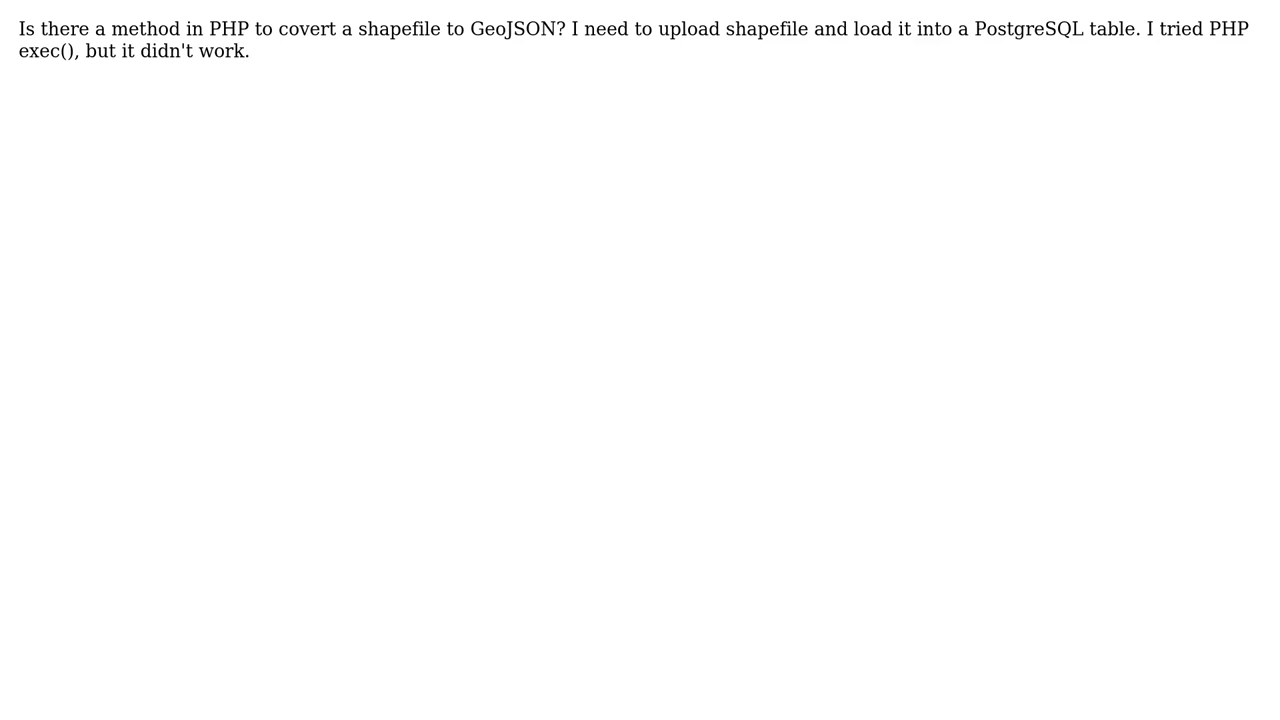 Is there a method in PHP to covert a shapefile to GeoJSON? I need to upload shapefile and load it into a PostgreSQL table. I tried PHP
exec(), but it didn't work.